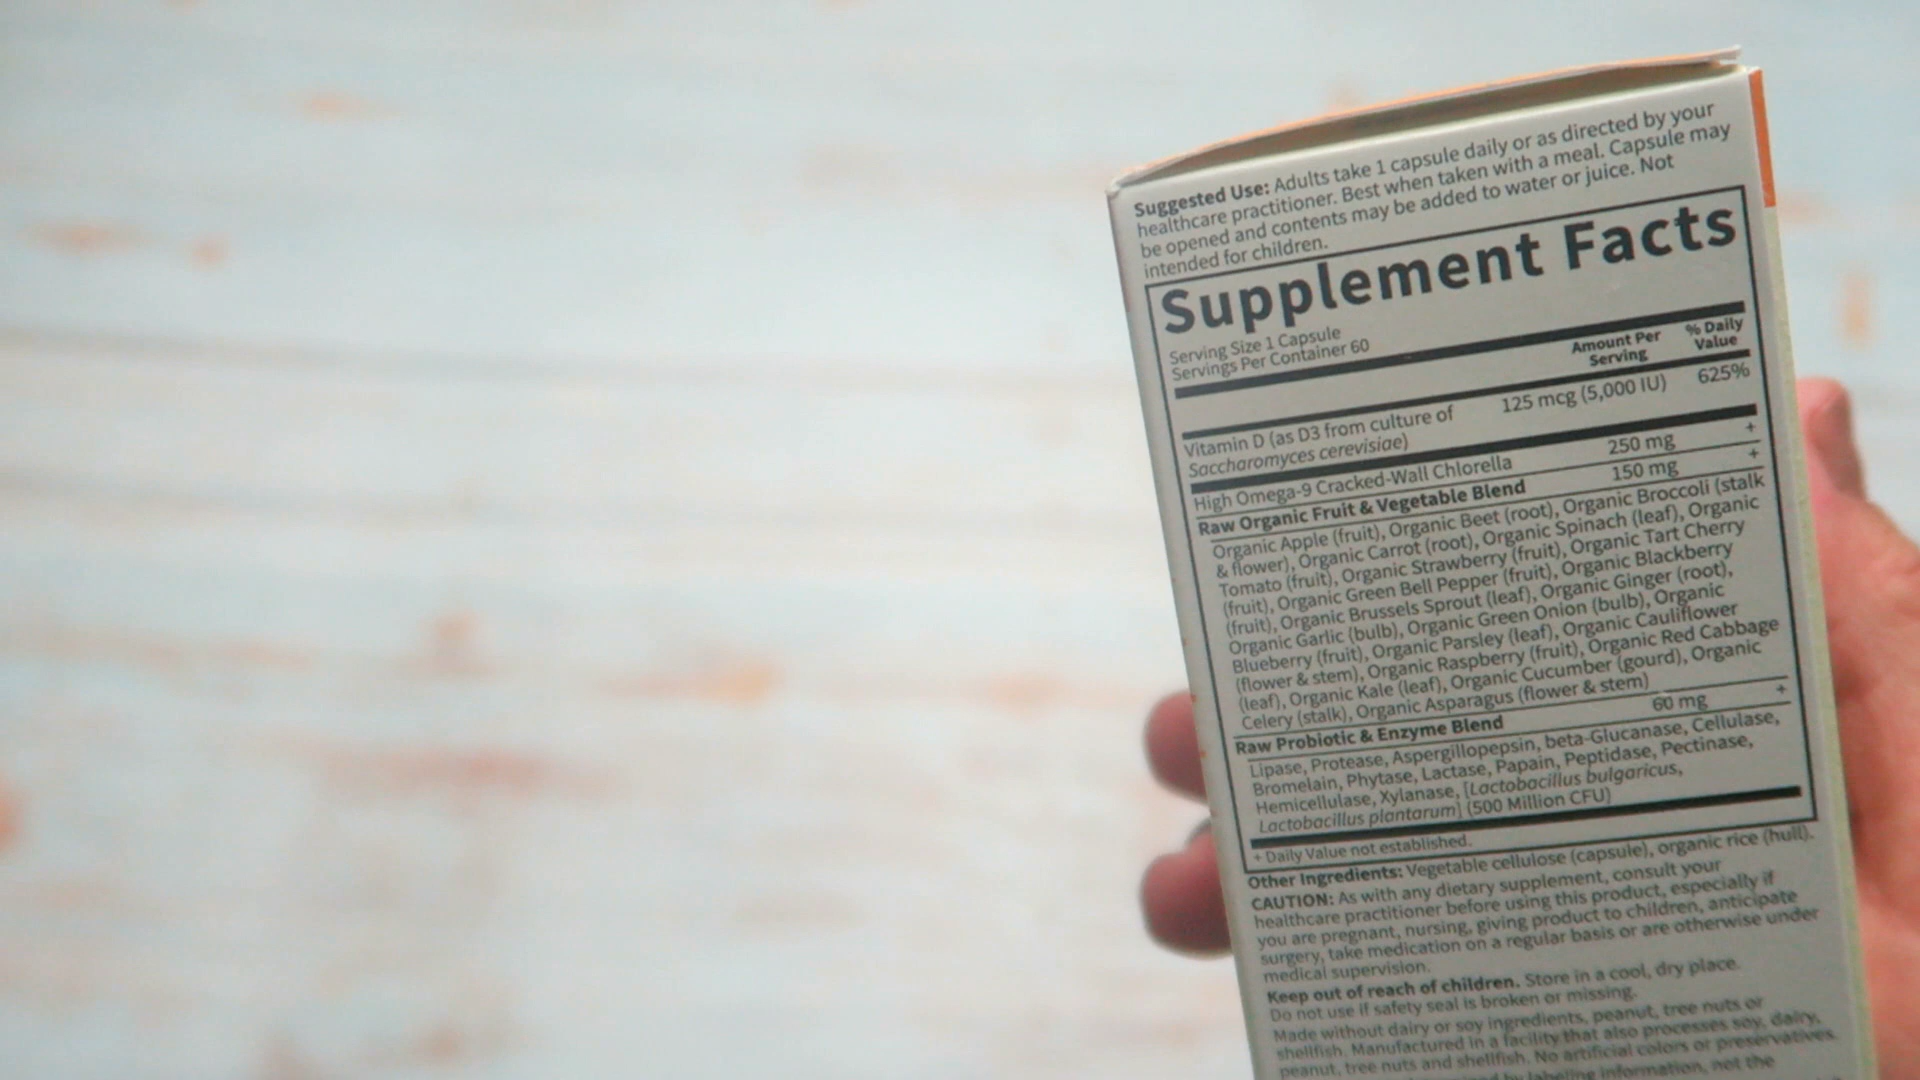 Suggested Use: Adults take 1 capsule daily or as directed by your
healthcare practitioner. Best when taken with a meal. Capsule may
be opened and contents may be added to water or juice. Not
intended for children.
Supplement Facts
Serving Size 1 Capsule
Servings Per Container 60
Amount Per
Serving
% Daily
Value
Vitamin D (as D3 from culture of
Saccharomyces cerevisiae)
125 mcg (5,000 IU)
625%
High Omega-9 Cracked-Wall Chlorella 250 mg +
Raw Organic Fruit & Vegetable Blend 150 mg +
Organic Apple (fruit), Organic Beet (root), Organic Broccoli (stalk
& flower), Organic Carrot (root), Organic Spinach (leaf), Organic
Tomato (fruit), Organic Strawberry (fruit), Organic Tart Cherry
(fruit), Organic Green Bell Pepper (fruit), Organic Blackberry
(fruit), Organic Brussels Sprout (leaf), Organic Ginger (root),
Organic Garlic (bulb), Organic Green Onion (bulb), Organic
Blueberry (fruit), Organic Parsley (leaf), Organic Cauliflower
(flower & stem), Organic Raspberry (fruit), Organic Red Cabbage
(leaf), Organic Kale (leaf), Organic Cucumber (gourd), Organic
Celery (stalk), Organic Asparagus (flower & stem)
Raw Probiotic & Enzyme Blend 60 mg +
Lipase, Protease, Aspergillopepsin, beta-Glucanase, Cellulase,
Bromelain, Phytase, Lactase, Papain, Peptidase, Pectinase,
Hemicellulase, Xylanase, [Lactobacillus bulgaricus,
Lactobacillus plantarum] (500 Million CFU)
+ Daily Value not established.
Other Ingredients: Vegetable cellulose (capsule), organic rice (hull).
CAUTION: As with any dietary supplement, consult your
healthcare practitioner before using this product, especially if
you are pregnant, nursing, giving product to children, anticipate
surgery, take medication on a regular basis or are otherwise under
medical supervision.
Keep out of reach of children. Store in a cool, dry place.
Do not use if safety seal is broken or missing.
Made without dairy or soy ingredients, peanut, tree nuts or
shellfish. Manufactured in a facility that also processes soy, dairy,
peanut, tree nuts and shellfish. No artificial colors or preservatives.
by labeling information, not the